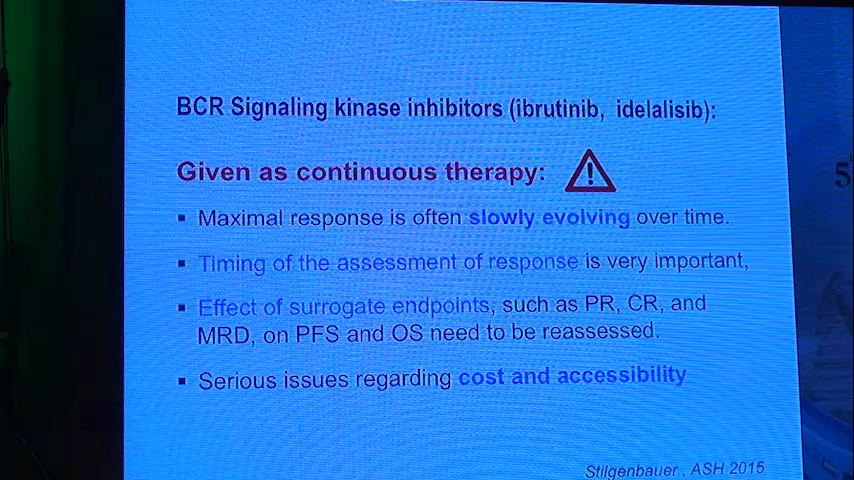 BCR Signaling kinase inhibitors (ibrutinib, idelalisib):
Given as continuous therapy:
▪ Maximal response is often slowly evolving over time.
▪ Timing of the assessment of response is very important,
▪ Effect of surrogate endpoints, such as PR, CR, and
MRD, on PFS and OS need to be reassessed.
▪ Serious issues regarding cost and accessibility
Stilgenbauer , ASH 2015
5